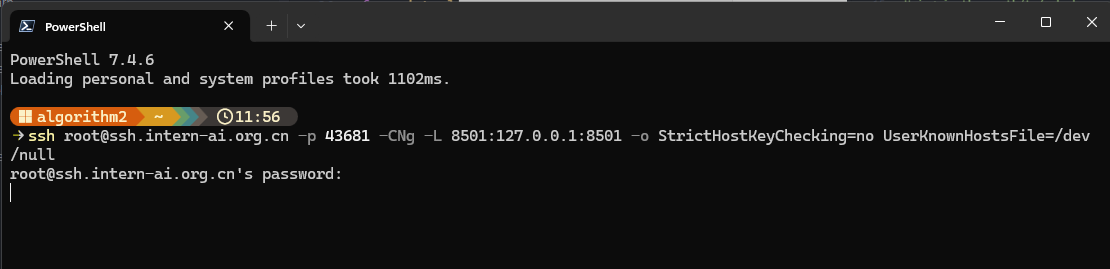 PowerShell
PowerShell 7.4.6
Loading personal and system profiles took 1102ms.
algorithm2 ~ 11:56
→ ssh root@ssh.intern-ai.org.cn -p 43681 -CNg -L 8501:127.0.0.1:8501 -o StrictHostKeyChecking=no UserKnownHostsFile=/dev
/null
root@ssh.intern-ai.org.cn's password: